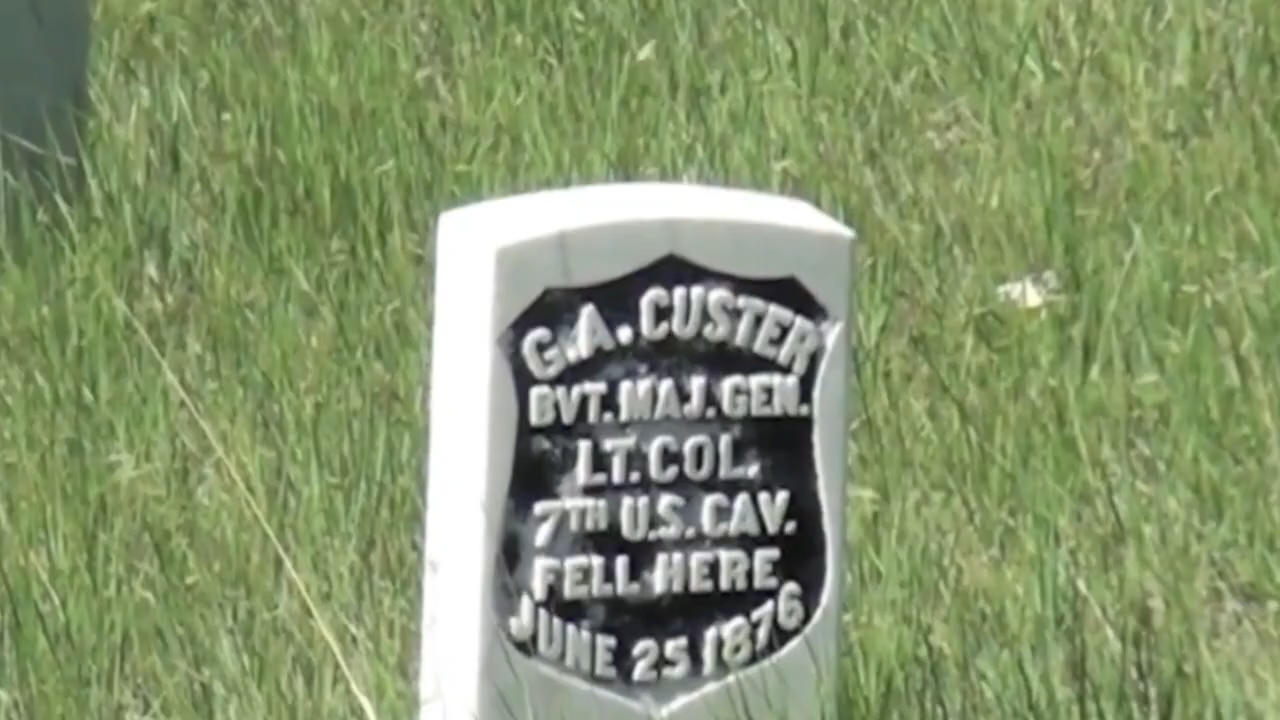 G.A. CUSTER
BVT. MAJ. GEN.
LT. COL.
7TH U.S. CAV.
FELL HERE
JUNE 25 1876